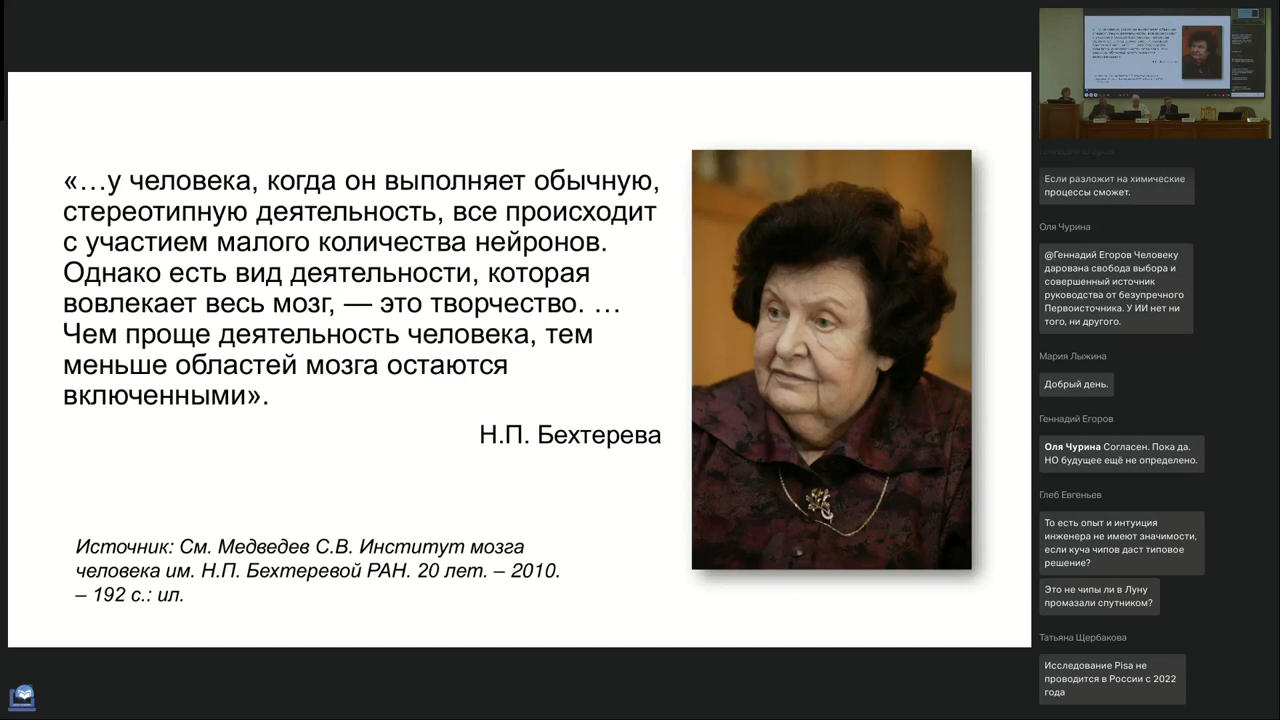 «…у человека, когда он выполняет обычную,
стереотипную деятельность, все происходит
с участием малого количества нейронов.
Однако есть вид деятельности, которая
вовлекает весь мозг, — это творчество. …
Чем проще деятельность человека, тем
меньше областей мозга остаются
включенными».
Н.П. Бехтерева
Источник: См. Медведев С.В. Институт мозга
человека им. Н.П. Бехтеревой РАН. 20 лет. – 2010.
– 192 с.: ил.
Если разложит на химические
процессы сможет.
Оля Чурина
@Геннадий Егоров Человеку
дарована свобода выбора и
совершенный источник
руководства от безупречного
Первоисточника. У ИИ нет ни
того, ни другого.
Мария Лыжина
Добрый день.
Геннадий Егоров
Оля Чурина Согласен. Пока да.
НО будущее ещё не определено.
Глеб Евгеньев
То есть опыт и интуиция
инженера не имеют значимости,
если куча чипов даст типовое
решение?
Это не чипы ли в Луну
промазали спутником?
Татьяна Щербакова
Исследование Pisa не
проводится в России с 2022
года